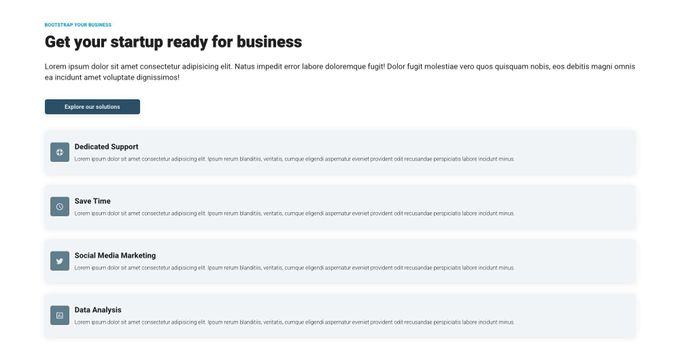 BOOTSTRAP YOUR BUSINESS
Get your startup ready for business
Lorem ipsum dolor sit amet consectetur adipisicing elit. Natus impedit error labore doloremque fugit! Dolor fugit molestiae vero quos quisquam nobis, eos debitis magni omnis
ea incidunt amet voluptate dignissimos!
Explore our solutions
Dedicated Support
Lorem ipsum dolor sit amet consectetur adipisicing elit. Ipsum rerum blanditiis, veritatis, cumque eligendi aspernatur eveniet provident odit recusandae perspiciatis labore incidunt minus.
Save Time
Lorem ipsum dolor sit amet consectetur adipisicing elit. Ipsum rerum blanditiis, veritatis, cumque eligendi aspernatur eveniet provident odit recusandae perspiciatis labore incidunt minus.
Social Media Marketing
Lorem ipsum dolor sit amet consectetur adipisicing elit. Ipsum rerum blanditiis, veritatis, cumque eligendi aspernatur eveniet provident odit recusandae perspiciatis labore incidunt minus.
Data Analysis
Lorem ipsum dolor sit amet consectetur adipisicing elit. Ipsum rerum blanditiis, veritatis, cumque eligendi aspernatur eveniet provident odit recusandae perspiciatis labore incidunt minus.